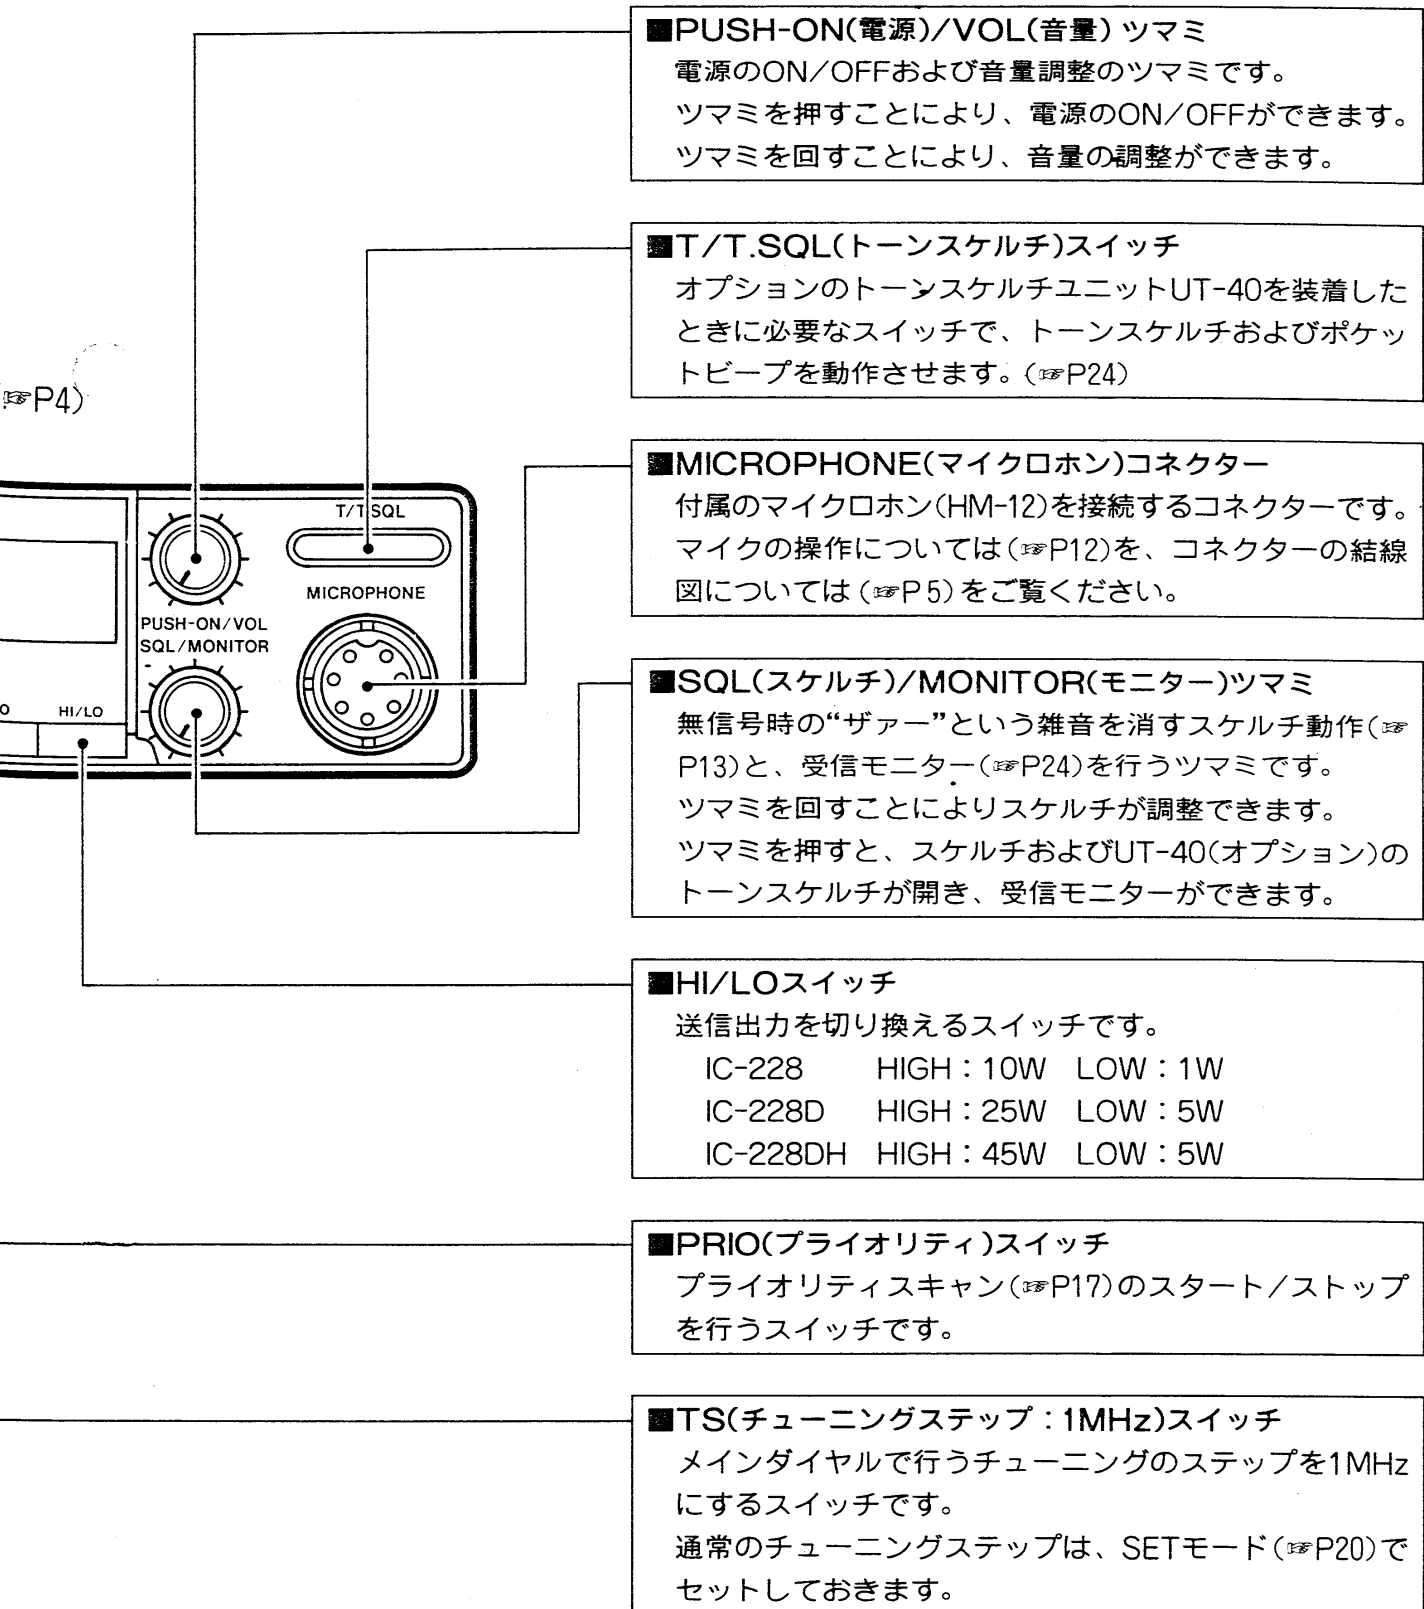 ■PUSH-ON(電源)/VOL(音量)ツマミ
電源のON/OFFおよび音量調整のツマミです。
ツマミを押すことにより、電源のON/OFFができます。
ツマミを回すことにより、音量の調整ができます。
■T/T.SQL(トーンスケルチ)スイッチ
オプションのトーンスケルチユニットUT-40を装着した
ときに必要なスイッチで、トーンスケルチおよびポケッ
トビープを動作させます。(☞P24)
(☞P4)
■MICROPHONE(マイクロホン)コネクター
付属のマイクロホン(HM-12)を接続するコネクターです。
マイクの操作については(☞P12)を、コネクターの結線
図については(☞P5)をご覧ください。
T/T.SQL
MICROPHONE
PUSH-ON/VOL
SQL/MONITOR
O
HI/LO
■SQL(スケルチ)/MONITOR(モニター)ツマミ
無信号時の“ザァー”という雑音を消すスケルチ動作(☞
P13)と、受信モニター(☞P24)を行うツマミです。
ツマミを回すことによりスケルチが調整できます。
ツマミを押すと、スケルチおよびUT-40(オプション)の
トーンスケルチが開き、受信モニターができます。
■HI/LOスイッチ
送信出力を切り換えるスイッチです。
IC-228 HIGH：10W LOW：1W
IC-228D HIGH：25W LOW：5W
IC-228DH HIGH：45W LOW：5W
■PRIO(プライオリティ)スイッチ
プライオリティスキャン(☞P17)のスタート/ストップ
を行うスイッチです。
■TS(チューニングステップ：1MHz)スイッチ
メインダイヤルで行うチューニングのステップを1MHz
にするスイッチです。
通常のチューニングステップは、SETモード(☞P20)で
セットしておきます。